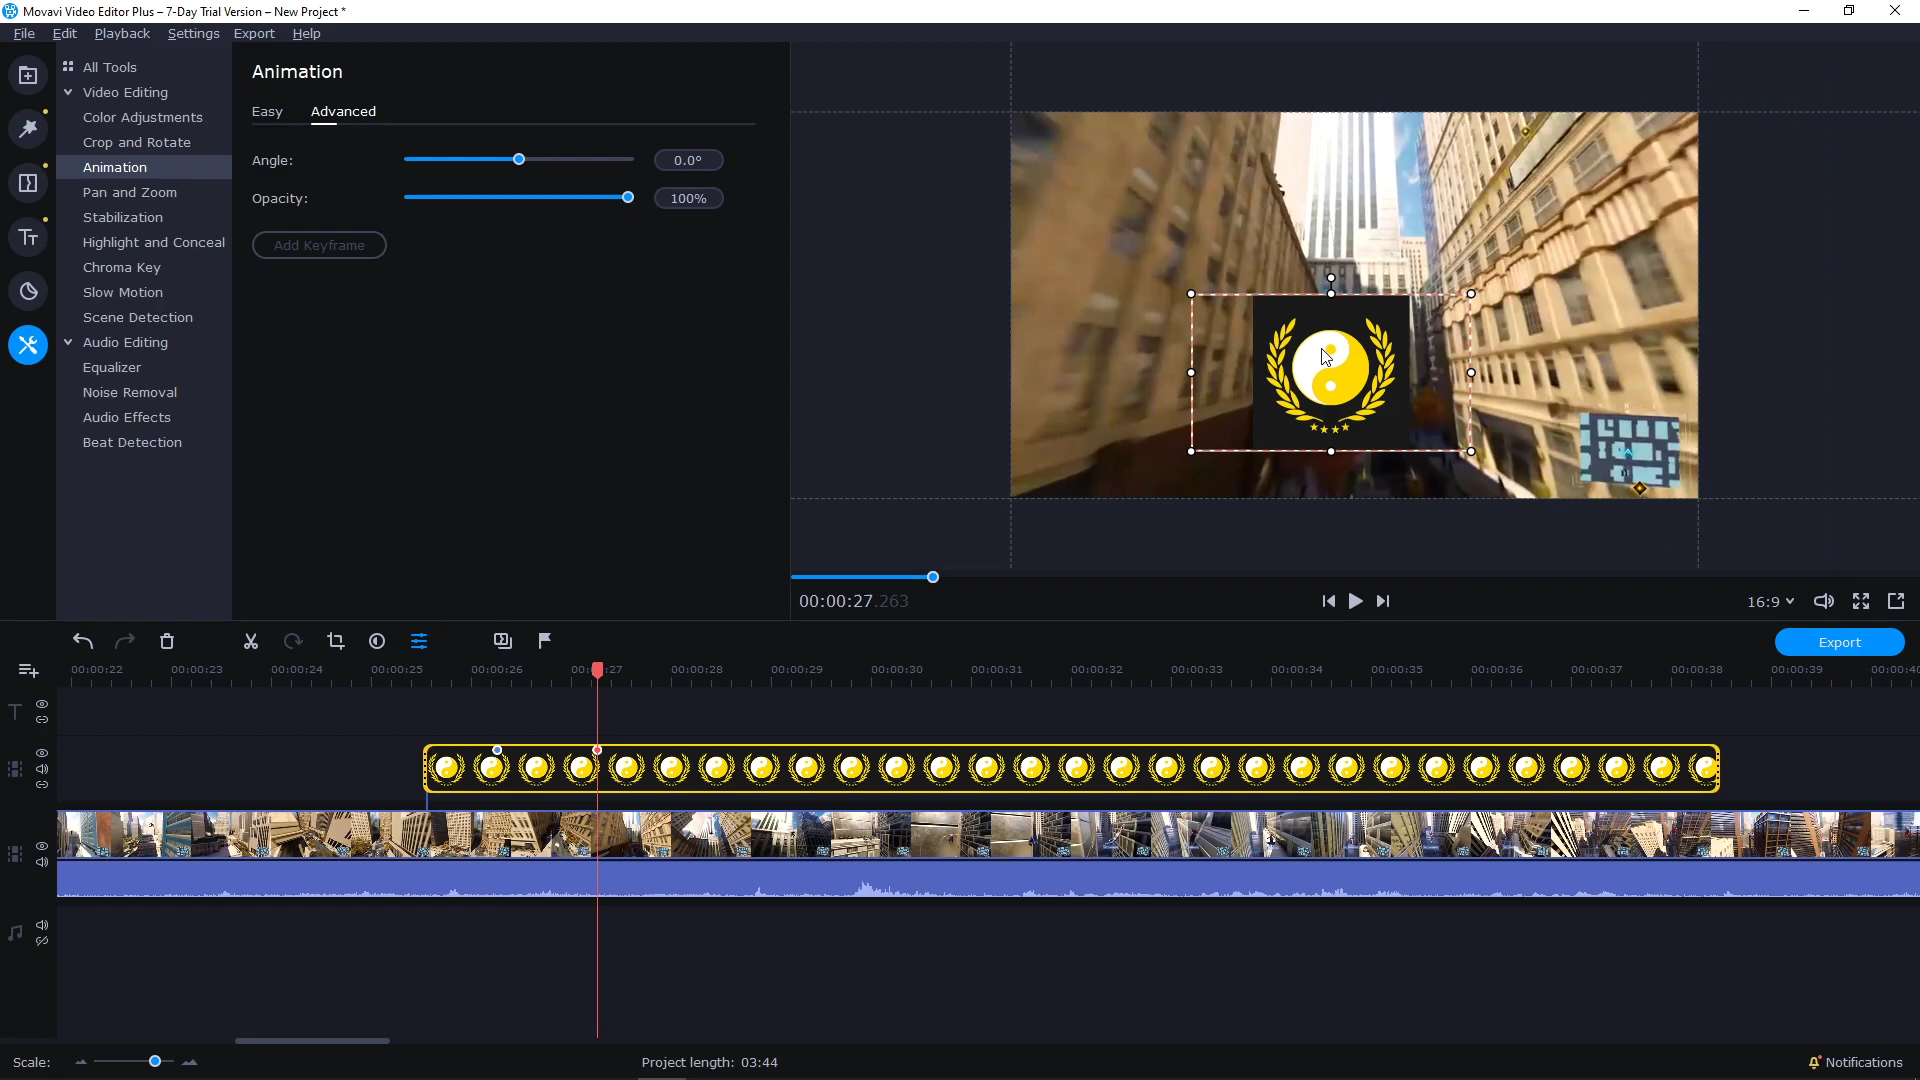 Movavi Video Editor Plus – 7-Day Trial Version – New Project *
File Edit Playback Settings Export Help
All Tools
Video Editing
Color Adjustments
Crop and Rotate
Animation
Pan and Zoom
Stabilization
Highlight and Conceal
Chroma Key
Slow Motion
Scene Detection
Audio Editing
Equalizer
Noise Removal
Audio Effects
Beat Detection
Animation
Easy Advanced
Angle: 0.0°
Opacity: 100%
Add Keyframe
00:00:27.263
16:9
Export
00:00:22 00:00:23 00:00:24 00:00:25 00:00:26 00:00:27 00:00:28 00:00:29 00:00:30 00:00:31 00:00:32 00:00:33 00:00:34 00:00:35 00:00:36 00:00:37 00:00:38 00:00:39 00:00:40
Scale:
Project length: 03:44
Notifications